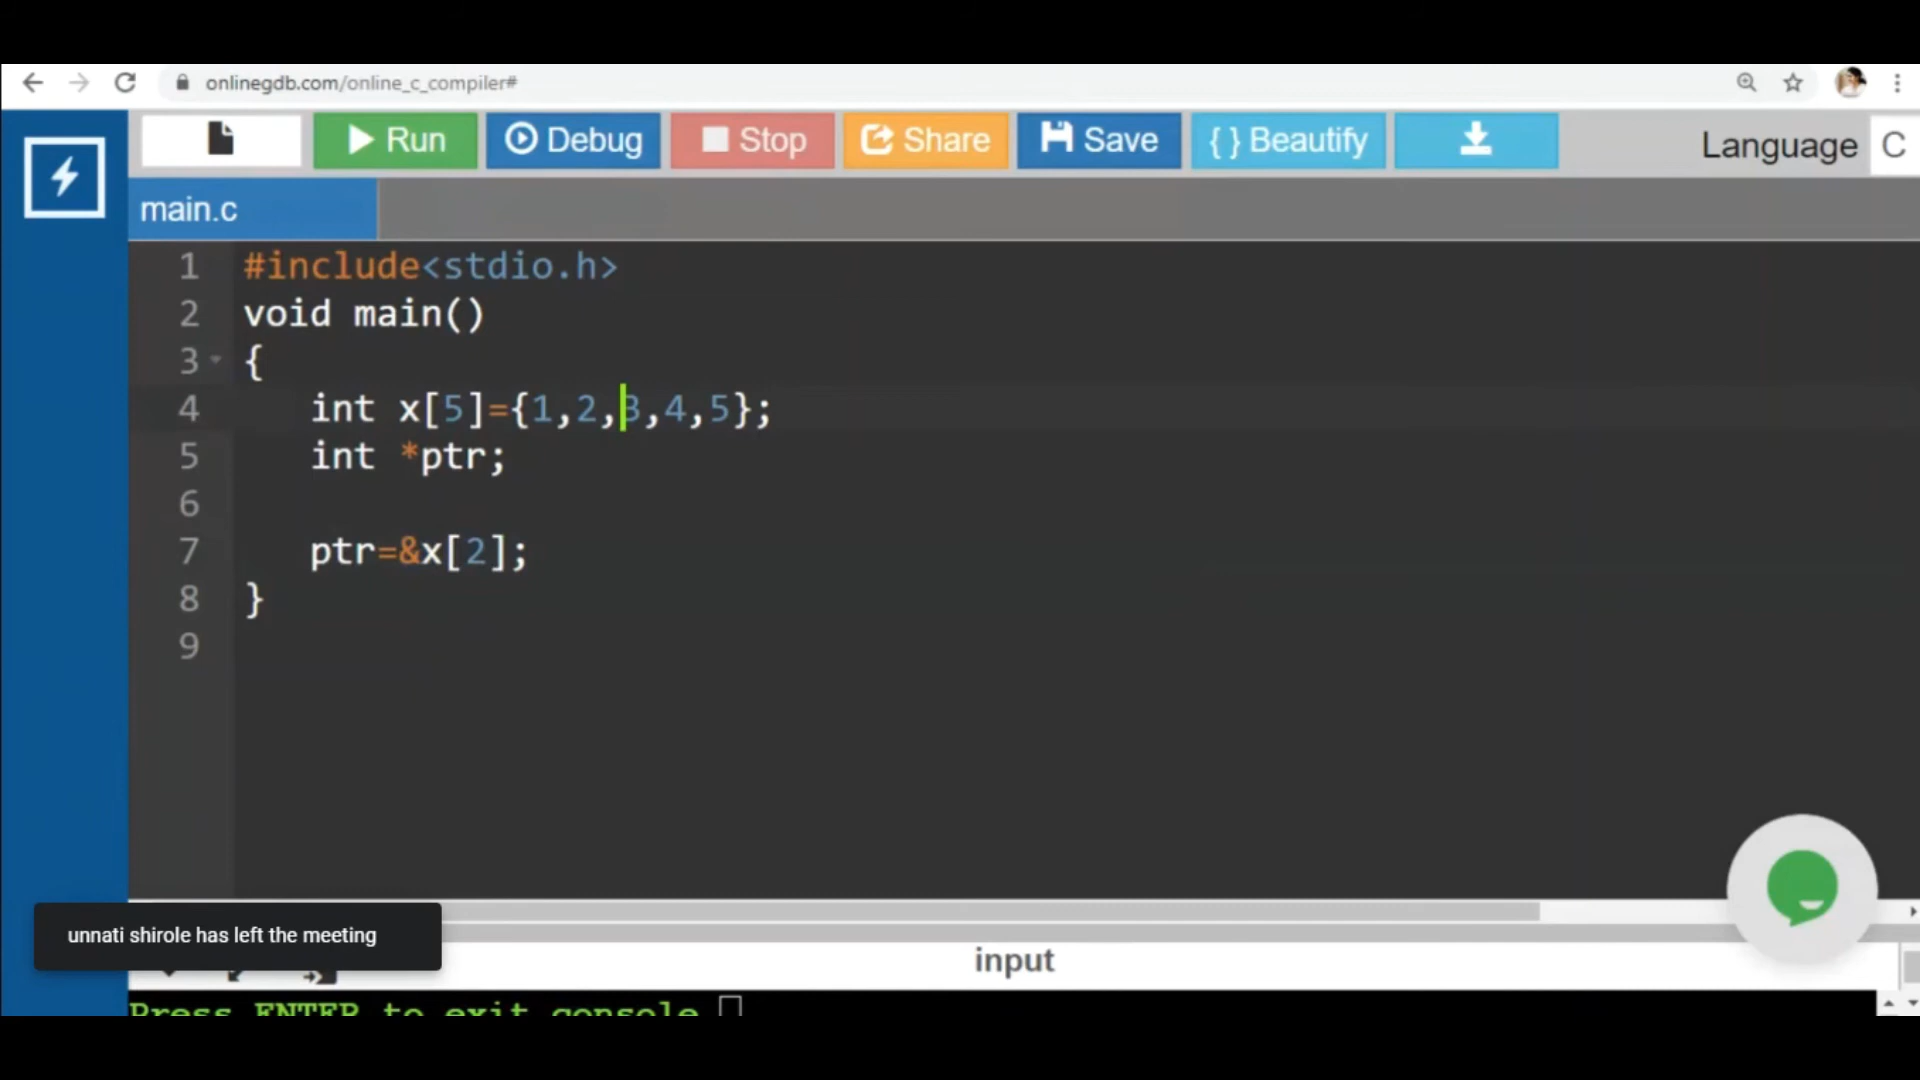 onlinegdb.com/online_c_compiler#
Run Debug Stop Share Save { } Beautify Language C
main.c
1 #include<stdio.h>
2 void main()
3 {
4 int x[5]={1,2,3,4,5};
5 int *ptr;
6
7 ptr=&x[2];
8 }
9
unnati shirole has left the meeting
input
Press ENTER to exit console